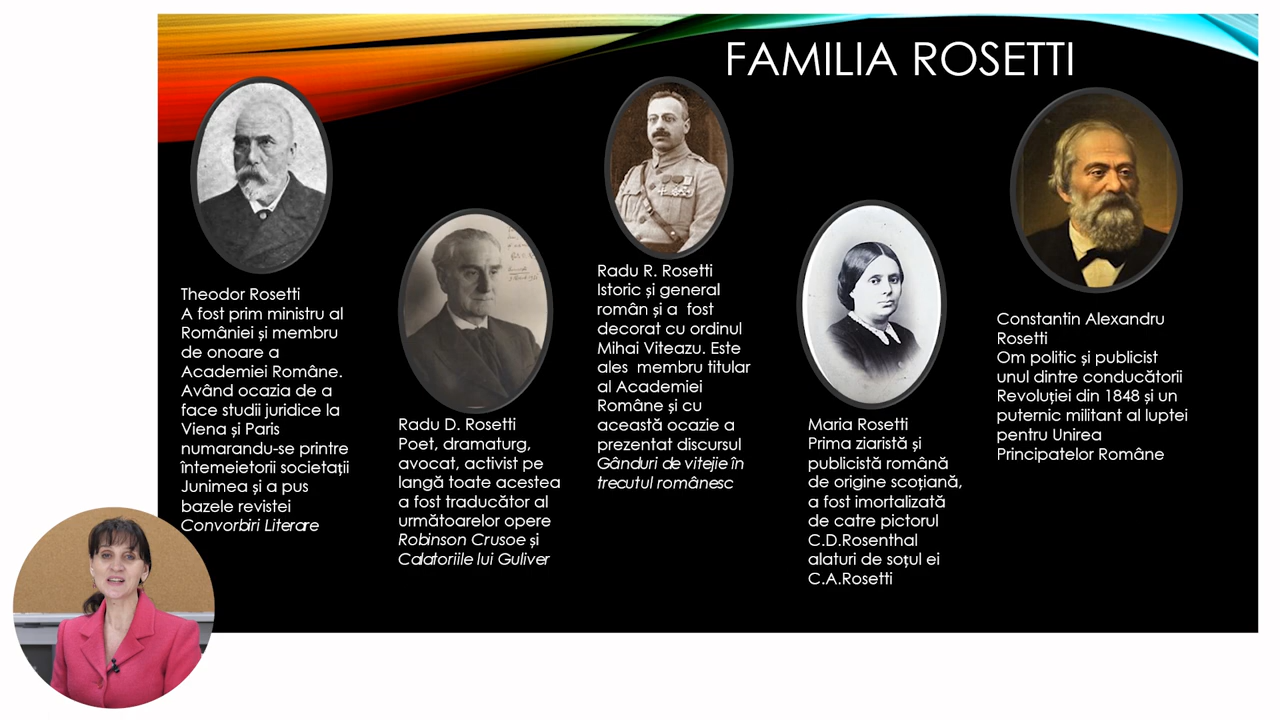 FAMILIA ROSETTI
Theodor Rosetti
A fost prim ministru al
României și membru
de onoare a
Academiei Române.
Având ocazia de a
face studii juridice la
Viena și Paris
numarandu-se printre
întemeietorii societații
Junimea și a pus
bazele revistei
Convorbiri Literare
Radu D. Rosetti
Poet, dramaturg,
avocat, activist pe
langă toate acestea
a fost traducător al
următoarelor opere
Robinson Crusoe și
Calatoriile lui Guliver
Radu R. Rosetti
Istoric și general
român și a fost
decorat cu ordinul
Mihai Viteazu. Este
ales membru titular
al Academiei
Române și cu
această ocazie a
prezentat discursul
Gânduri de vitejie în
trecutul românesc
Maria Rosetti
Prima ziaristă și
publicistă română
de origine scoțiană,
a fost imortalizată
de catre pictorul
C.D.Rosenthal
alaturi de soțul ei
C.A.Rosetti
Constantin Alexandru
Rosetti
Om politic și publicist
unul dintre conducătorii
Revoluției din 1848 și un
puternic militant al luptei
pentru Unirea
Principatelor Române